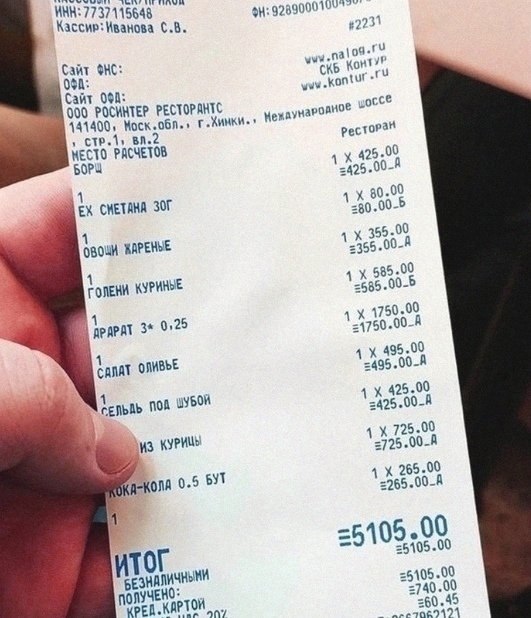 КАССОВЫЙ ЧЕК/ПРИХОД
ИНН:7737115648 ФН:9289000100
Кассир:Иванова С.В. #2231
Сайт ФНС: www.nalog.ru
ОФД: СКБ Контур
Сайт ОФД: www.kontur.ru
ООО РОСИНТЕР РЕСТОРАНТС
141400, Моск.обл., г.Химки., Международное шоссе
, стр.1, вл.2
МЕСТО РАСЧЕТОВ Ресторан
БОРЩ 1 X 425.00
≡425.00_А
1
ЕХ СМЕТАНА 30Г 1 X 80.00
≡80.00_Б
1
ОВОЩИ ЖАРЕНЫЕ 1 X 355.00
≡355.00_А
1
ГОЛЕНИ КУРИНЫЕ 1 X 585.00
≡585.00_Б
1
АРАРАТ 3* 0,25 1 X 1750.00
≡1750.00_А
1
САЛАТ ОЛИВЬЕ 1 X 495.00
≡495.00_А
1
СЕЛЬДЬ ПОД ШУБОЙ 1 X 425.00
≡425.00_А
ИЗ КУРИЦЫ 1 X 725.00
≡725.00_А
КОКА-КОЛА 0.5 БУТ 1 X 265.00
≡265.00_А
1
ИТОГ ≡5105.00
БЕЗНАЛИЧНЫМИ ≡5105.00
ПОЛУЧЕНО:
КРЕД.КАРТОЙ ≡5105.00
НДС 20% ≡740.00
≡60.45